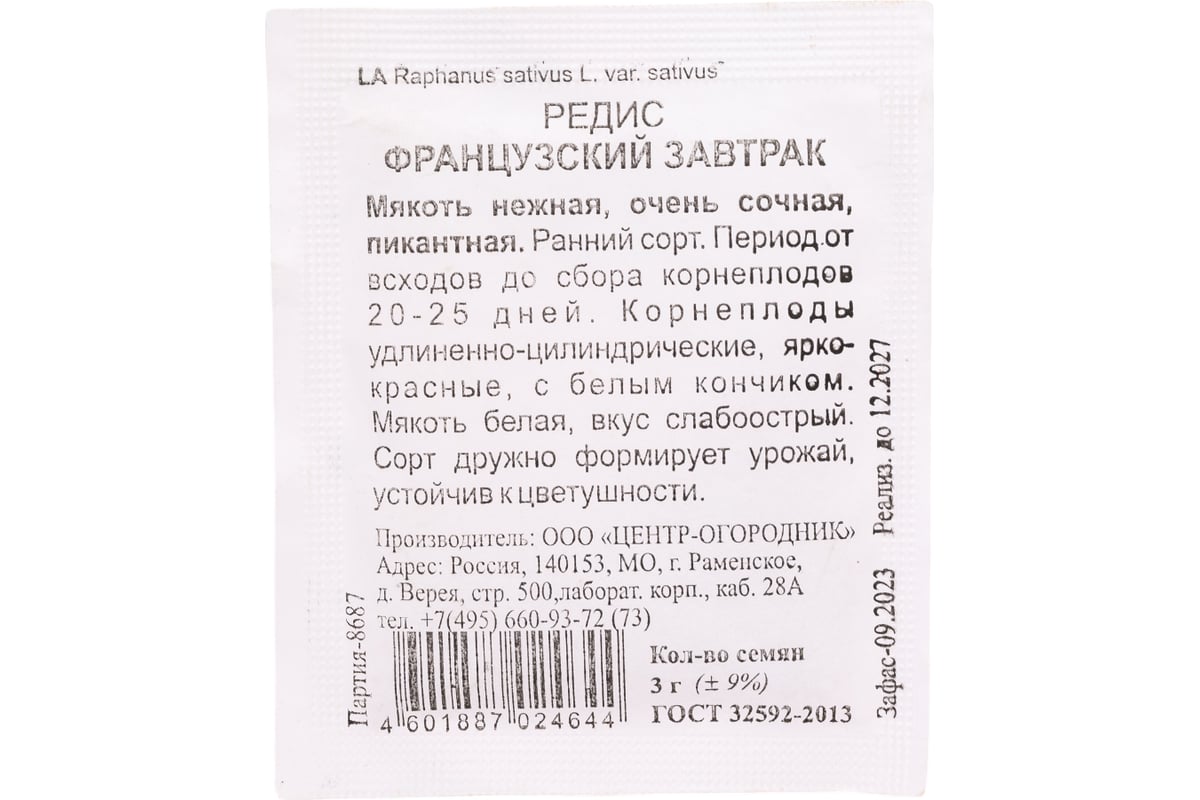 LA Raphanus sativus L. var. sativus
РЕДИС
ФРАНЦУЗСКИЙ ЗАВТРАК
Мякоть нежная, очень сочная,
пикантная. Ранний сорт. Период от
всходов до сбора корнеплодов
20-25 дней. Корнеплоды
удлиненно-цилиндрические, ярко-
красные, с белым кончиком.
Мякоть белая, вкус слабоострый.
Сорт дружно формирует урожай,
устойчив к цветушности.
Производитель: ООО «ЦЕНТР-ОГОРОДНИК»
Адрес: Россия, 140153, МО, г. Раменское,
д. Верея, стр. 500,лаборат. корп., каб. 28А
тел. +7(495) 660-93-72 (73)
Партия-8687
4 601887 024644
Кол-во семян
3 г (± 9%)
ГОСТ 32592-2013
Зафас-09.2023 Реализ. до 12.2027